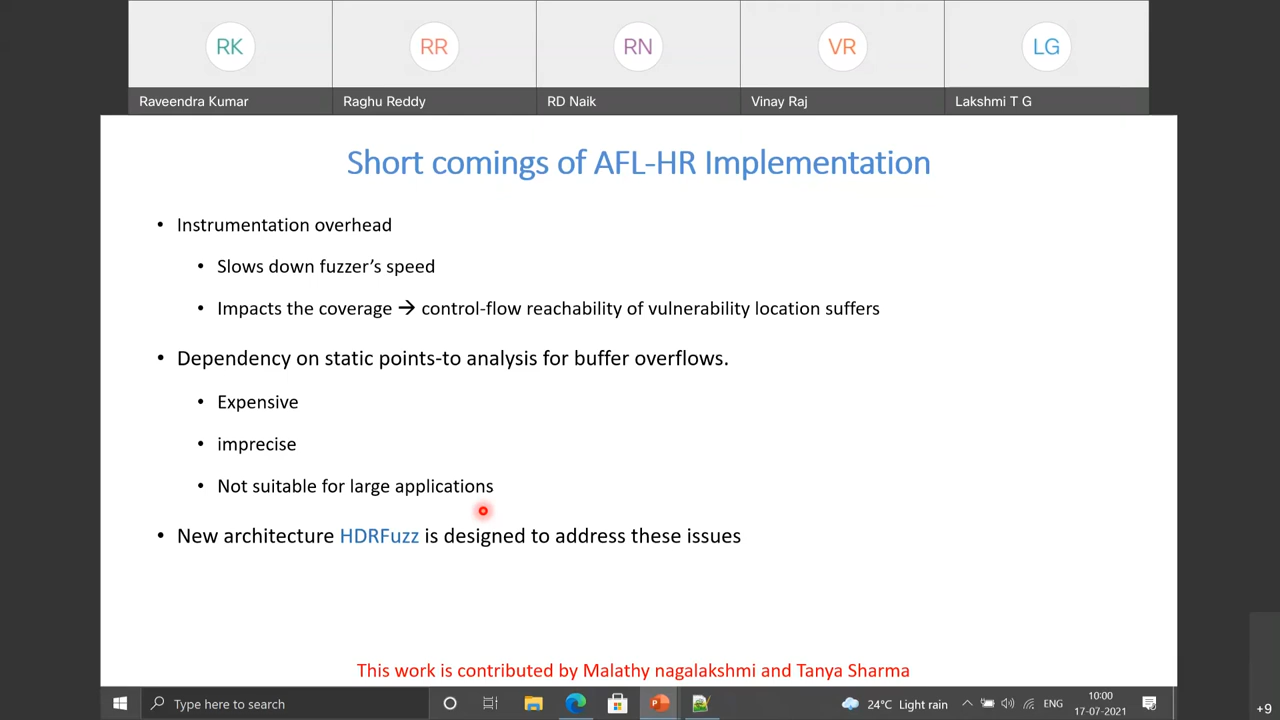 RK
RR
RN
VR
LG
Raveendra Kumar
Raghu Reddy
RD Naik
Vinay Raj
Lakshmi T G
Short comings of AFL-HR Implementation
• Instrumentation overhead
• Slows down fuzzer’s speed
• Impacts the coverage → control-flow reachability of vulnerability location suffers
• Dependency on static points-to analysis for buffer overflows.
• Expensive
• imprecise
• Not suitable for large applications
• New architecture HDRFuzz is designed to address these issues
This work is contributed by Malathy nagalakshmi and Tanya Sharma
Type here to search
24°C Light rain
ENG
10:00
17-07-2021
+9